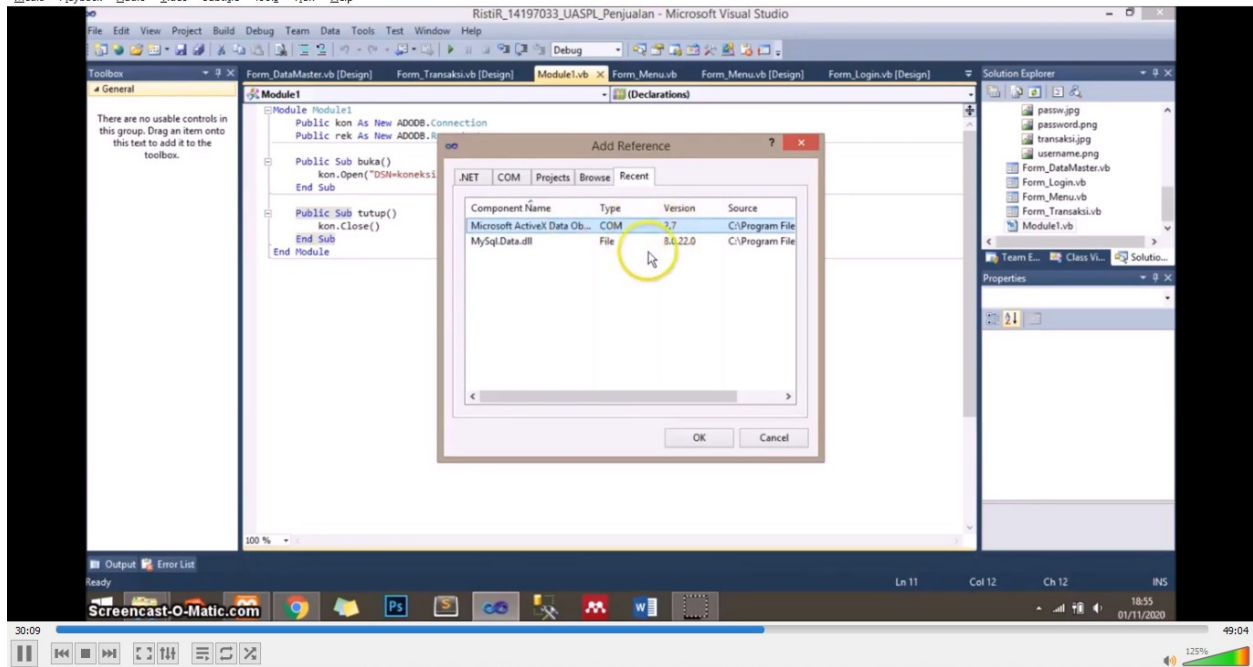 RistiR_14197033_UASPL_Penjualan - Microsoft Visual Studio
File Edit View Project Build Debug Team Data Tools Test Window Help
Debug
Toolbox
Form_DataMaster.vb [Design] Form_Transaksi.vb [Design] Module1.vb × Form_Menu.vb Form_Menu.vb [Design] Form_Login.vb [Design]
Solution Explorer
General
Module1
(Declarations)
There are no usable controls in
this group. Drag an item onto
this text to add it to the
toolbox.
Module Module1
Public kon As New ADODB.Connection
Public rek As New ADODB.
Public Sub buka()
kon.Open("DSN=koneksi
End Sub
Public Sub tutup()
kon.Close()
End Sub
End Module
Add Reference
? ×
.NET COM Projects Browse Recent
Component Name Type Version Source
Microsoft ActiveX Data Ob... COM 2.7 C:\Program File
MySql.Data.dll File 8.0.22.0 C:\Program File
OK Cancel
passw.jpg
password.png
transaksi.jpg
username.png
Form_DataMaster.vb
Form_Login.vb
Form_Menu.vb
Form_Transaksi.vb
Module1.vb
Team E... Class Vi... Solutio...
Properties
100 %
Output Error List
Ready
Ln 11 Col 12 Ch 12 INS
Screencast-O-Matic.com
Ps S W
18:55
01/11/2020
30:09
49:04
125%